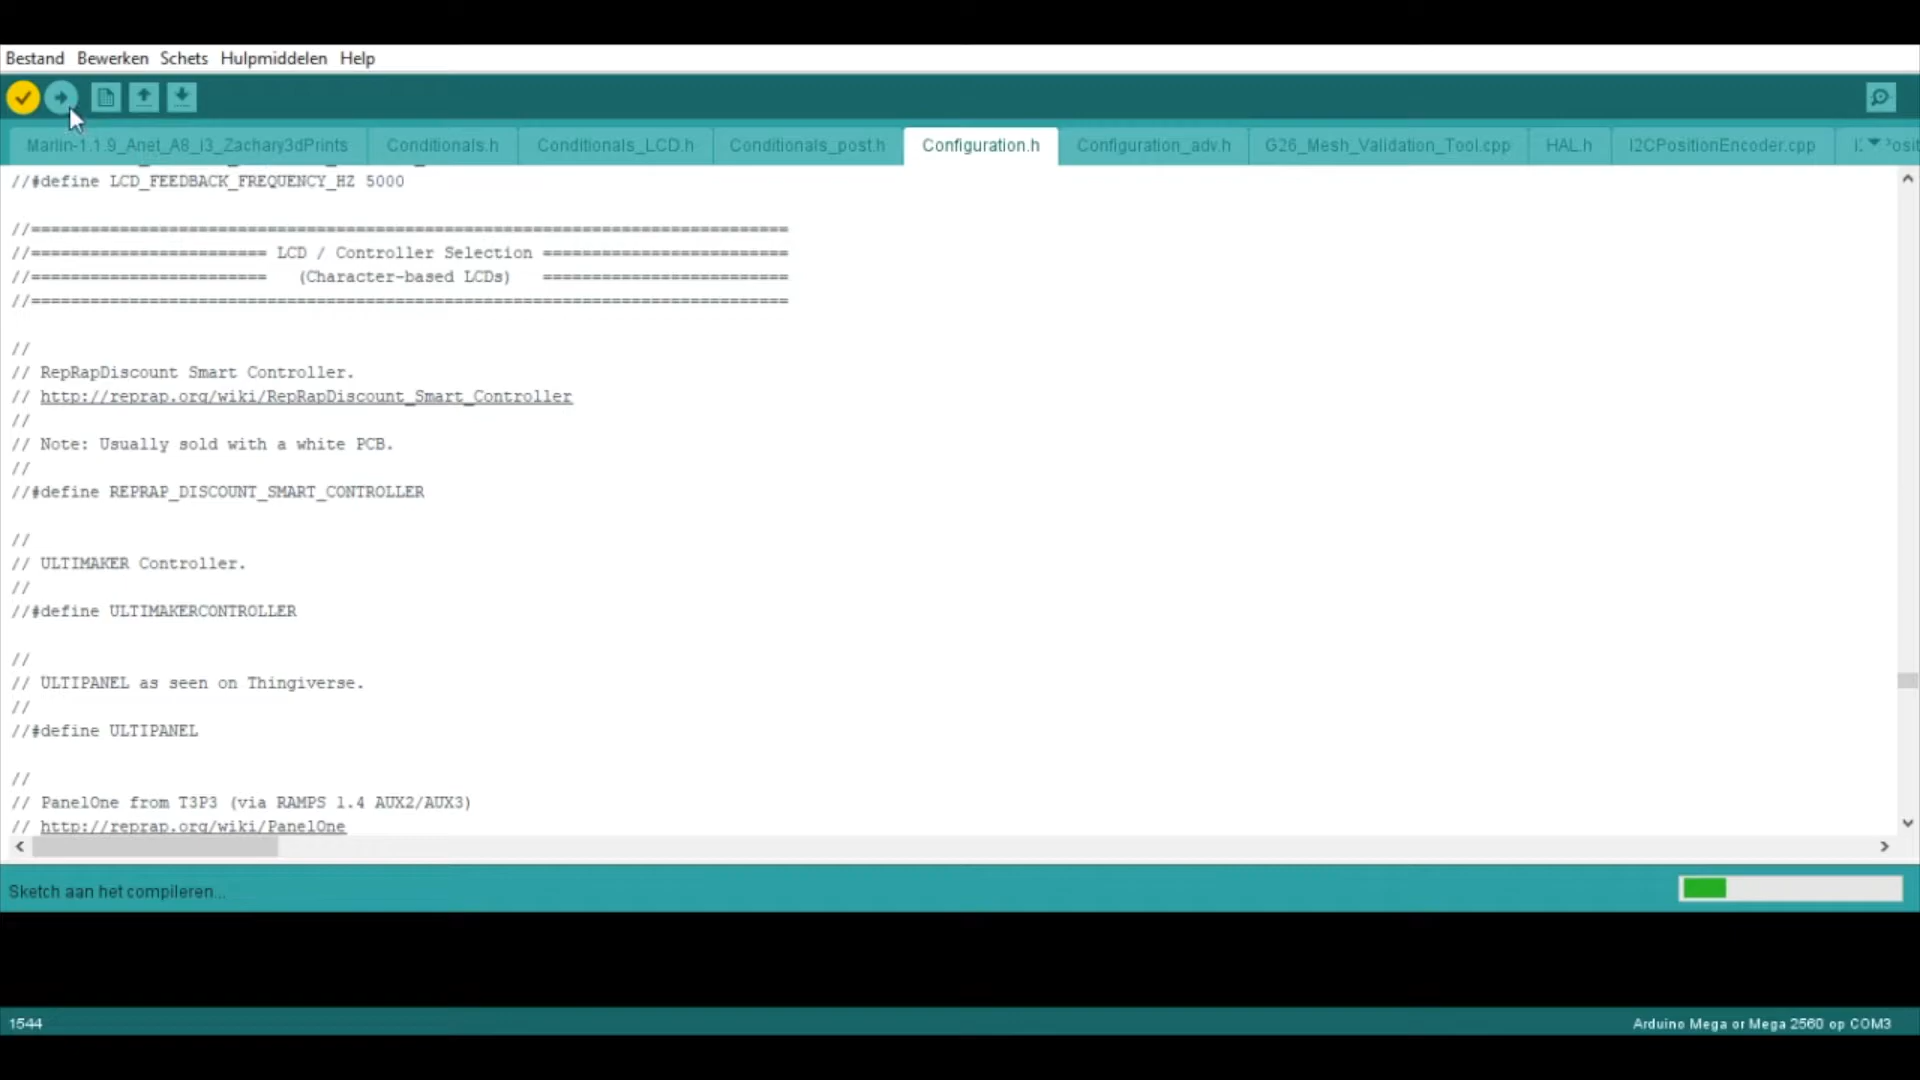 Bestand Bewerken Schets Hulpmiddelen Help
Marlin-1.1.9_Anet_A8_I3_Zachary3dPrints Conditionals.h Conditionals_LCD.h Conditionals_post.h Configuration.h Configuration_adv.h G26_Mesh_Validation_Tool.cpp HAL.h I2CPositionEncoder.cpp
//#define LCD_FEEDBACK_FREQUENCY_HZ 5000
//=============================================================================
//======================== LCD / Controller Selection =========================
//======================== (Character-based LCDs) =========================
//=============================================================================
//
// RepRapDiscount Smart Controller.
// http://reprap.org/wiki/RepRapDiscount_Smart_Controller
//
// Note: Usually sold with a white PCB.
//
//#define REPRAP_DISCOUNT_SMART_CONTROLLER
//
// ULTIMAKER Controller.
//
//#define ULTIMAKERCONTROLLER
//
// ULTIPANEL as seen on Thingiverse.
//
//#define ULTIPANEL
//
// PanelOne from T3P3 (via RAMPS 1.4 AUX2/AUX3)
// http://reprap.org/wiki/PanelOne
Sketch aan het compileren...
1544
Arduino Mega or Mega 2560 op COM3